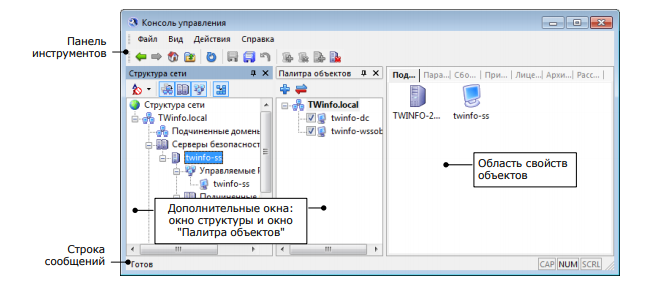 Консоль управления
Файл Вид Действия Справка
Панель
инструментов
Структура сети
Палитра объектов
Под... Пара... Сбо... При... Лице... Архи... Расс...
Структура сети
TWinfo.local
Подчиненные домень
Серверы безопасност
twinfo-ss
Управляемые
twinfo-ss
Подчиненные
TWinfo.local
twinfo-dc
twinfo-wssob
TWINFO-2...
twinfo-ss
Область свойств
объектов
Дополнительные окна:
окно структуры и окно
"Палитра объектов"
Строка
сообщений
Готов
CAP NUM SCRL